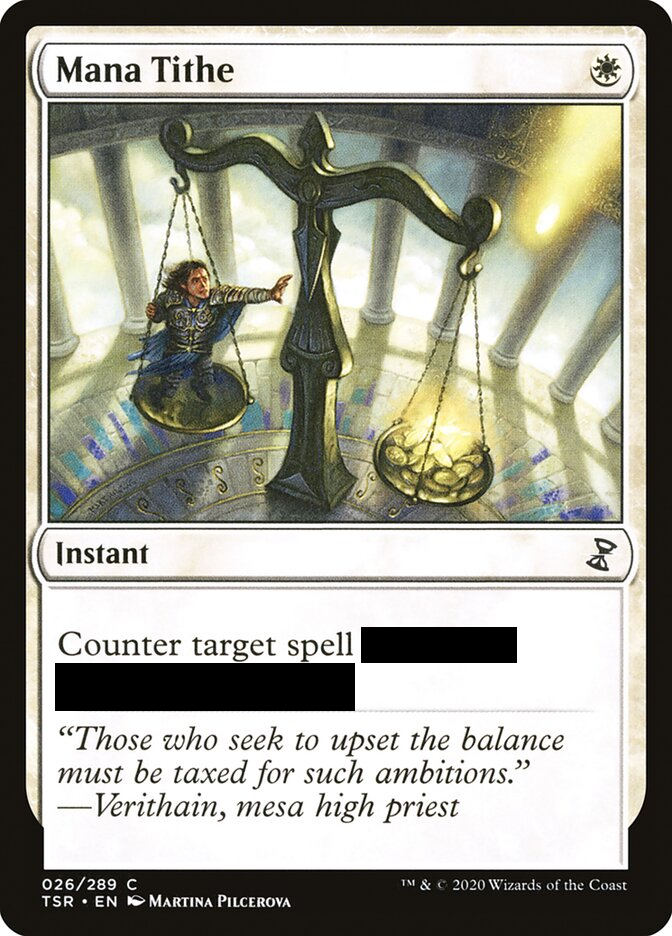 Mana Tithe
Instant
Counter target spell
“Those who seek to upset the balance
must be taxed for such ambitions.”
—Verithain, mesa high priest
026/289 C
TSR • EN MARTINA PILCEROVA
™ & © 2020 Wizards of the Coast